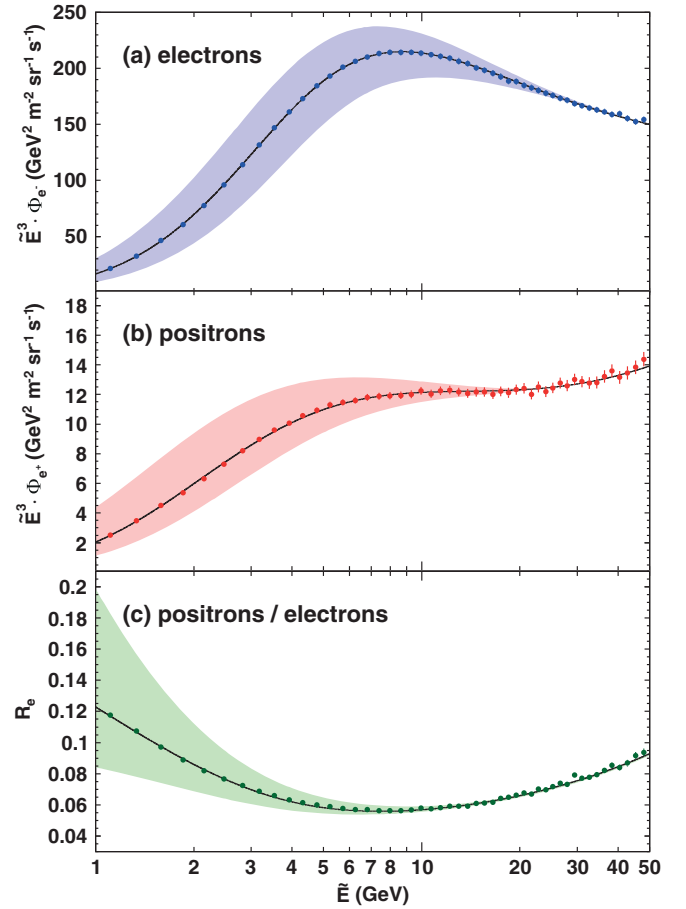 (a) electrons
Ẽ³ · Φe⁻ (GeV² m⁻² sr⁻¹ s⁻¹)
250
200
150
100
50
(b) positrons
Ẽ³ · Φe⁺ (GeV² m⁻² sr⁻¹ s⁻¹)
18
16
14
12
10
8
6
4
2
(c) positrons / electrons
Re
0.2
0.18
0.16
0.14
0.12
0.1
0.08
0.06
0.04
1 2 3 4 5 6 7 8 10 20 30 40 50
Ẽ (GeV)